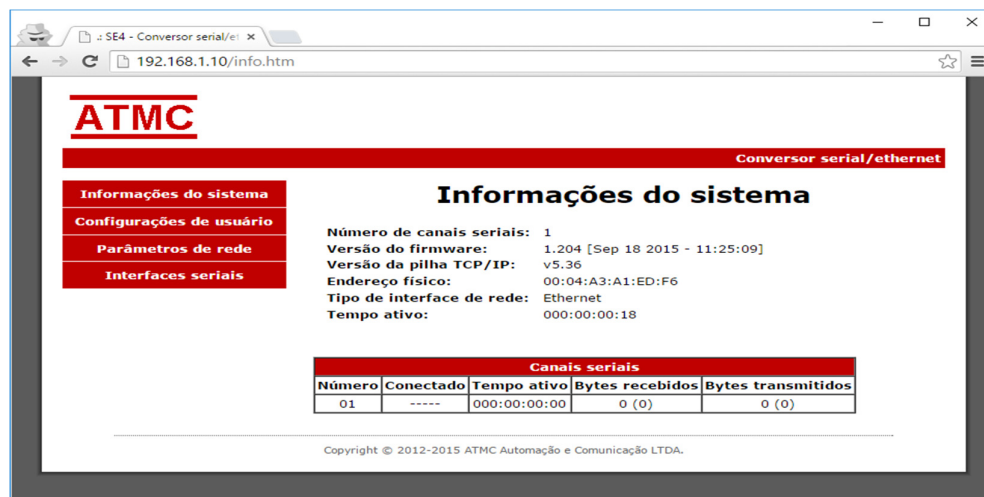 .: SE4 - Conversor serial/et
192.168.1.10/info.htm
ATMC
Conversor serial/ethernet
Informações do sistema
Configurações de usuário
Parâmetros de rede
Interfaces seriais
Informações do sistema
Número de canais seriais: 1
Versão do firmware: 1.204 [Sep 18 2015 - 11:25:09]
Versão da pilha TCP/IP: v5.36
Endereço físico: 00:04:A3:A1:ED:F6
Tipo de interface de rede: Ethernet
Tempo ativo: 000:00:00:18
Canais seriais
Número Conectado Tempo ativo Bytes recebidos Bytes transmitidos
01 ----- 000:00:00:00 0 (0) 0 (0)
Copyright © 2012-2015 ATMC Automação e Comunicação LTDA.